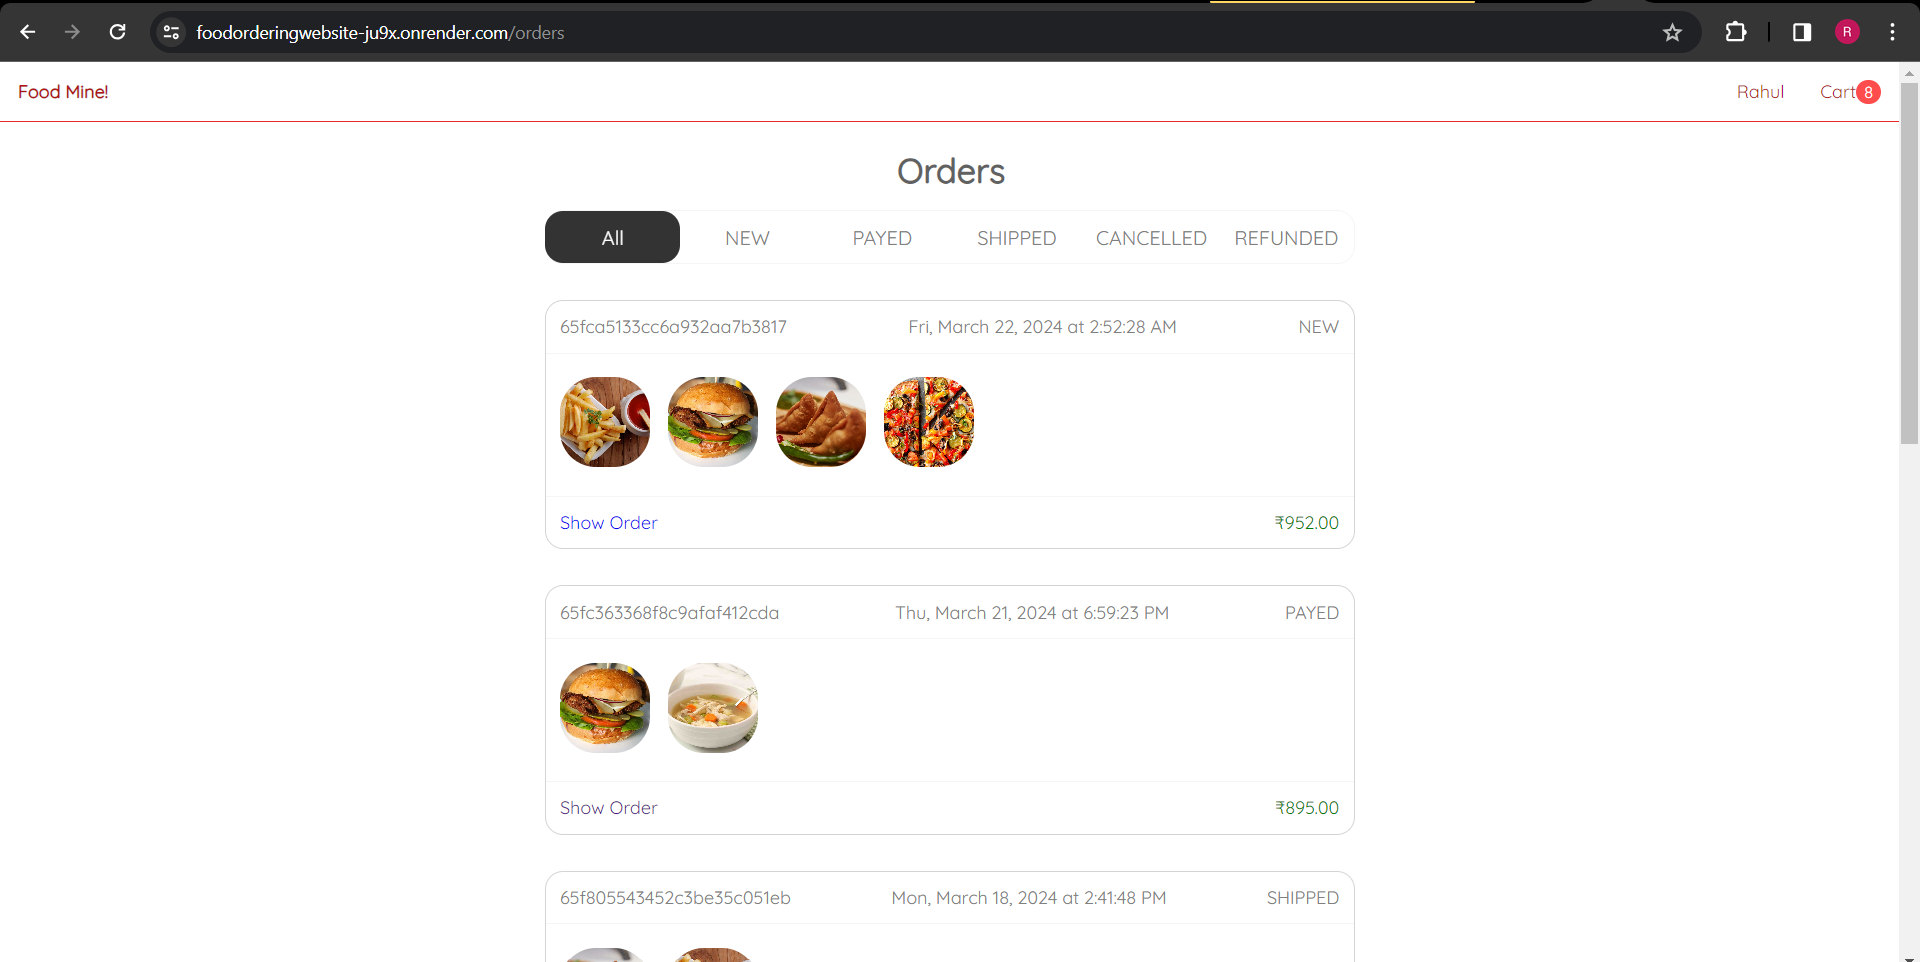 foodorderingwebsite-ju9x.onrender.com/orders
R
Food Mine!
Rahul Cart 8
Orders
All NEW PAYED SHIPPED CANCELLED REFUNDED
65fca5133cc6a932aa7b3817 Fri, March 22, 2024 at 2:52:28 AM NEW
Show Order ₹952.00
65fc363368f8c9afaf412cda Thu, March 21, 2024 at 6:59:23 PM PAYED
Show Order ₹895.00
65f805543452c3be35c051eb Mon, March 18, 2024 at 2:41:48 PM SHIPPED